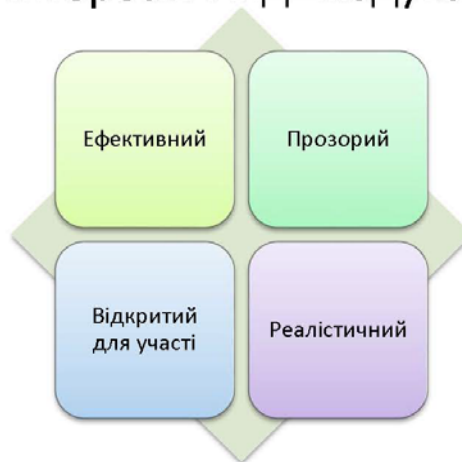 Ефективний
Прозорий
Відкритий
для участі
Реалістичний